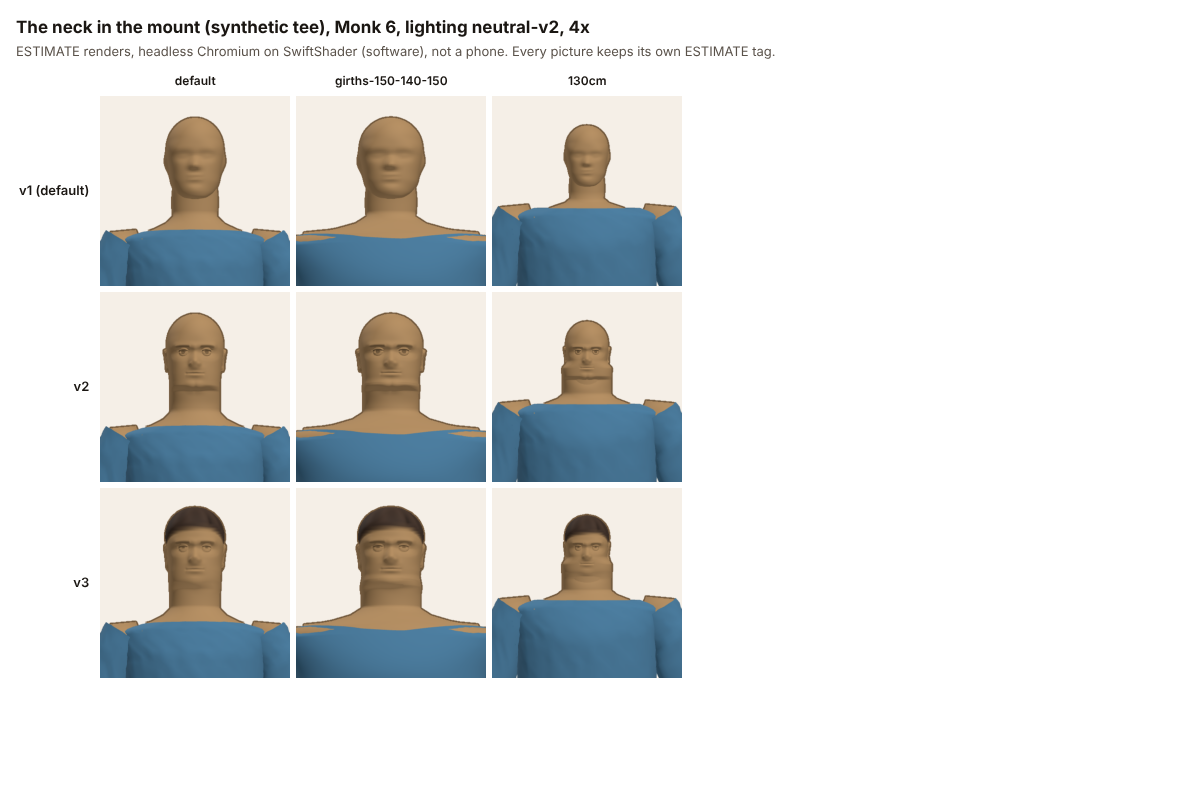 The neck in the mount (synthetic tee), Monk 6, lighting neutral-v2, 4x
ESTIMATE renders, headless Chromium on SwiftShader (software), not a phone. Every picture keeps its own ESTIMATE tag.
default girths-150-140-150 130cm
v1 (default)
v2
v3